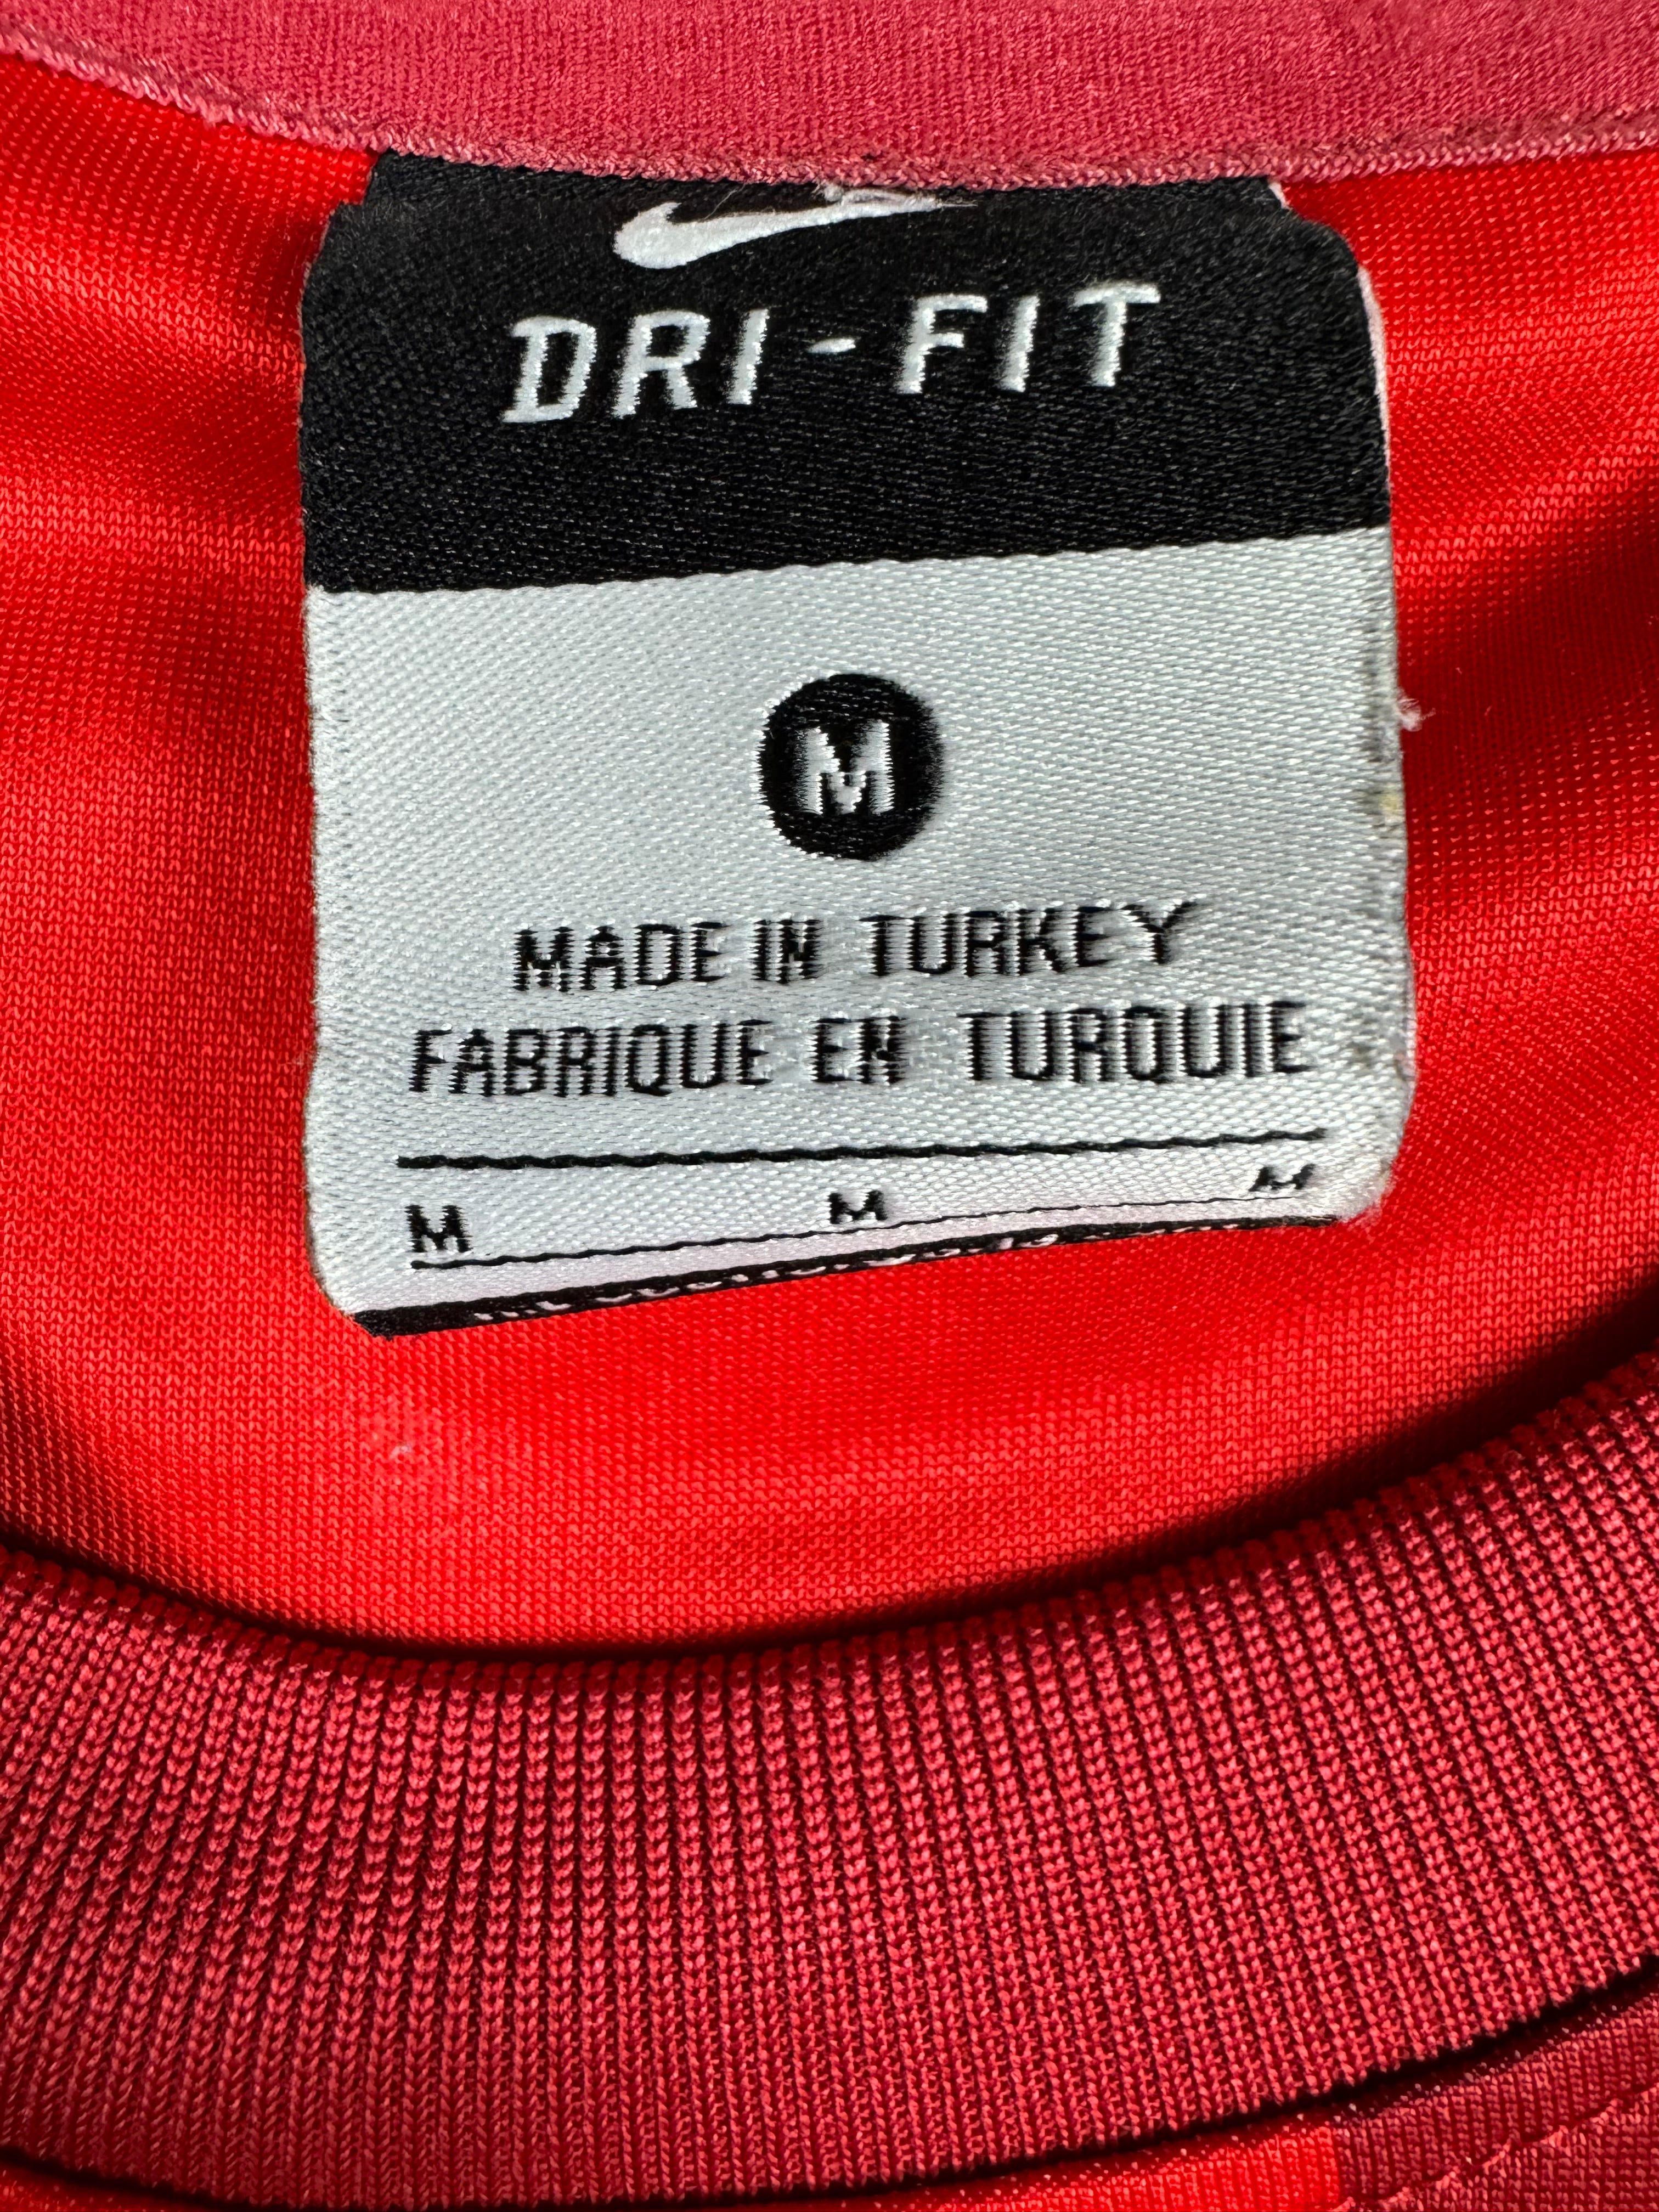 DRI-FIT
M
MADE IN TURKEY
FABRIQUE EN TURQUIE
M M M